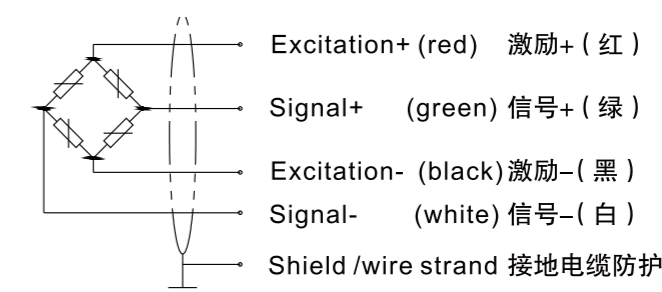 Excitation+ (red) 激励+( 红 )
Signal+ (green) 信号+( 绿 )
Excitation- (black) 激励–( 黑 )
Signal- (white) 信号–( 白 )
Shield /wire strand 接地电缆防护